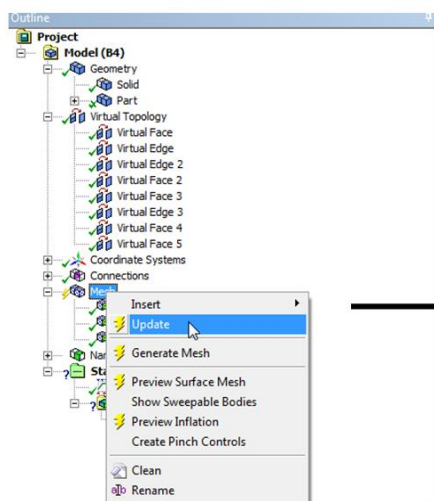 Outline
Project
Model (B4)
Geometry
Solid
Part
Virtual Topology
Virtual Face
Virtual Edge
Virtual Edge 2
Virtual Face 2
Virtual Face 3
Virtual Edge 3
Virtual Face 4
Virtual Face 5
Coordinate Systems
Connections
Mesh
Insert
Update
Generate Mesh
Preview Surface Mesh
Show Sweepable Bodies
Preview Inflation
Create Pinch Controls
Clean
Rename